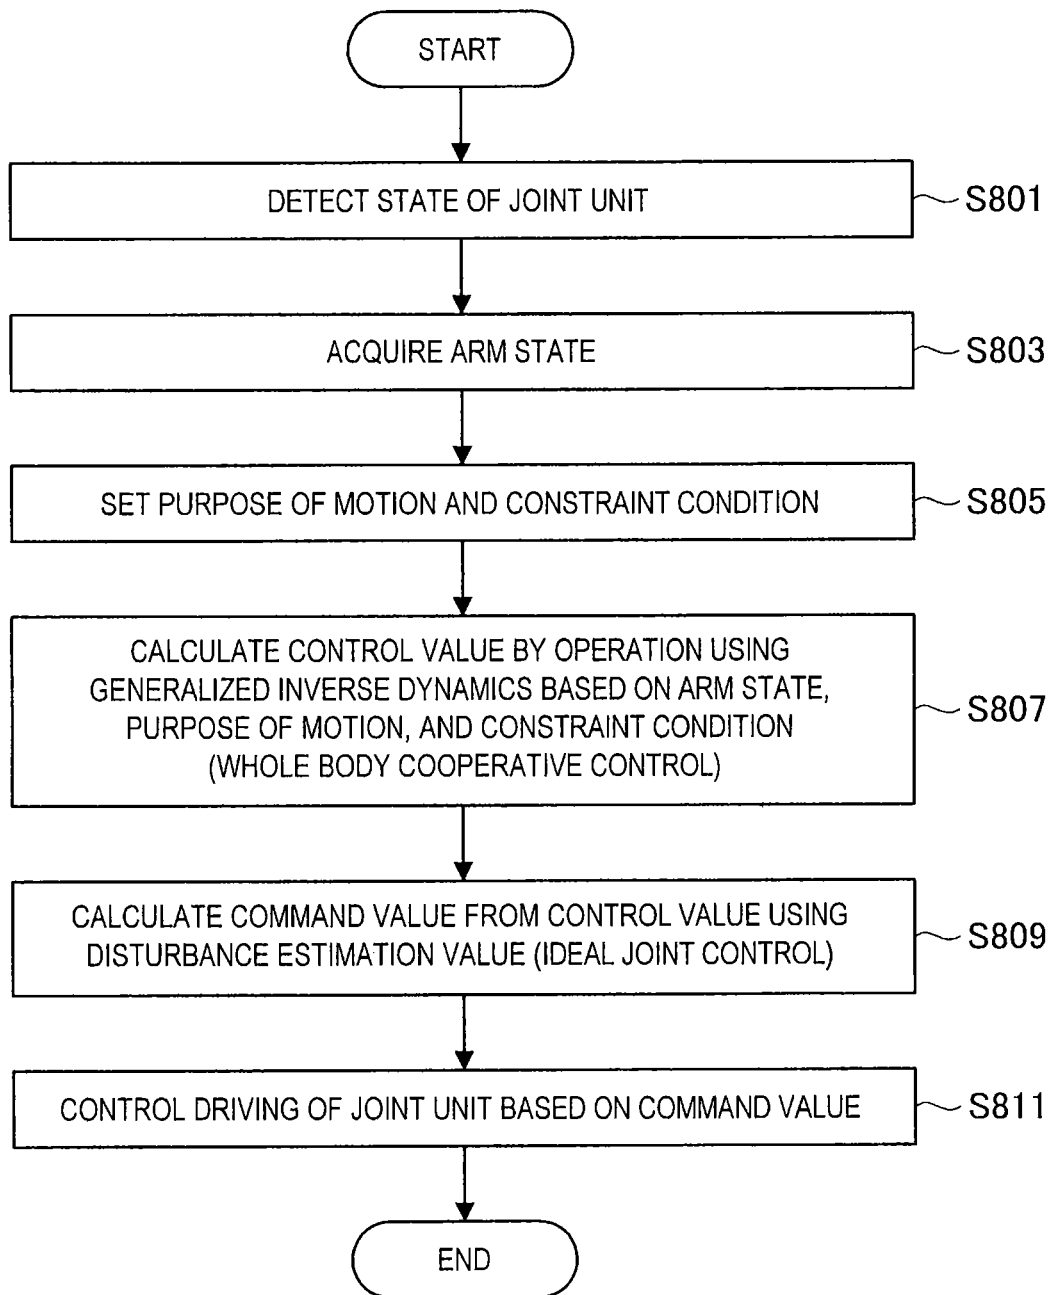 START
DETECT STATE OF JOINT UNIT
S801
ACQUIRE ARM STATE
S803
SET PURPOSE OF MOTION AND CONSTRAINT CONDITION
S805
CALCULATE CONTROL VALUE BY OPERATION USING
GENERALIZED INVERSE DYNAMICS BASED ON ARM STATE,
PURPOSE OF MOTION, AND CONSTRAINT CONDITION
(WHOLE BODY COOPERATIVE CONTROL)
S807
CALCULATE COMMAND VALUE FROM CONTROL VALUE USING
DISTURBANCE ESTIMATION VALUE (IDEAL JOINT CONTROL)
S809
CONTROL DRIVING OF JOINT UNIT BASED ON COMMAND VALUE
S811
END